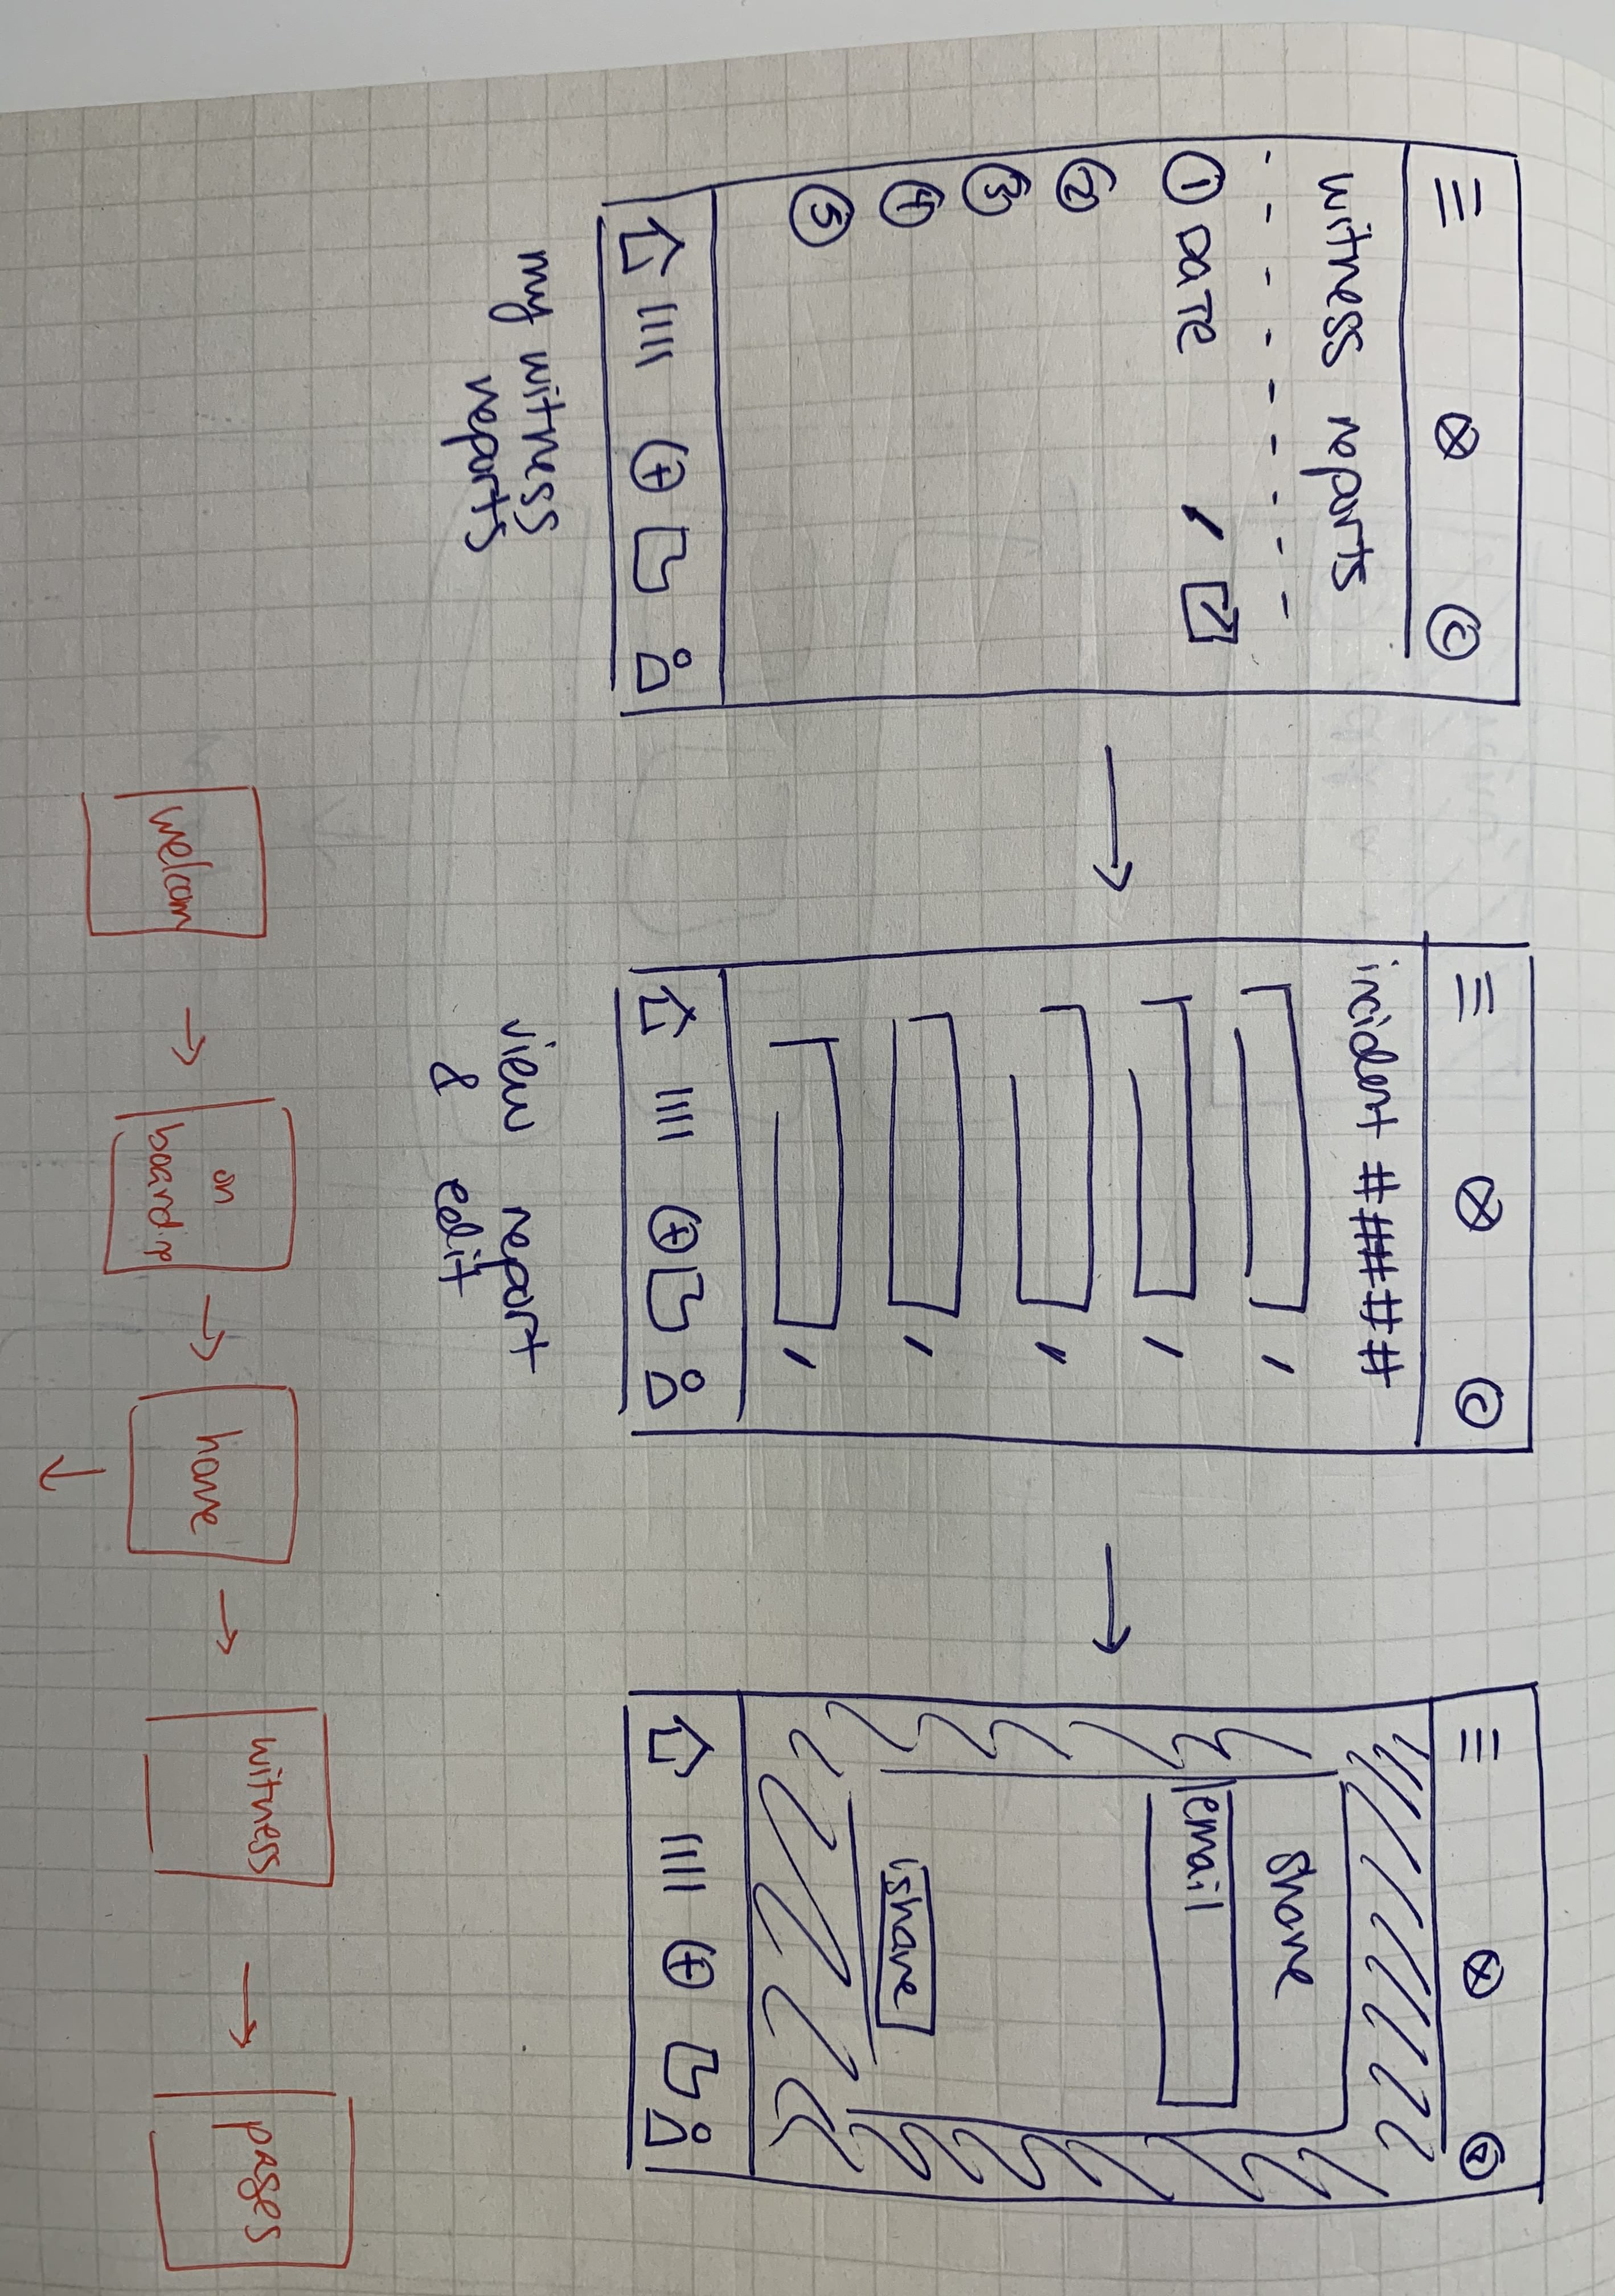 witness reports
① DATE
②
③
④
⑤
my witness
reports
incident #####
view report
& edit
share
email
share
welcom
on
boarding
home
witness
pages